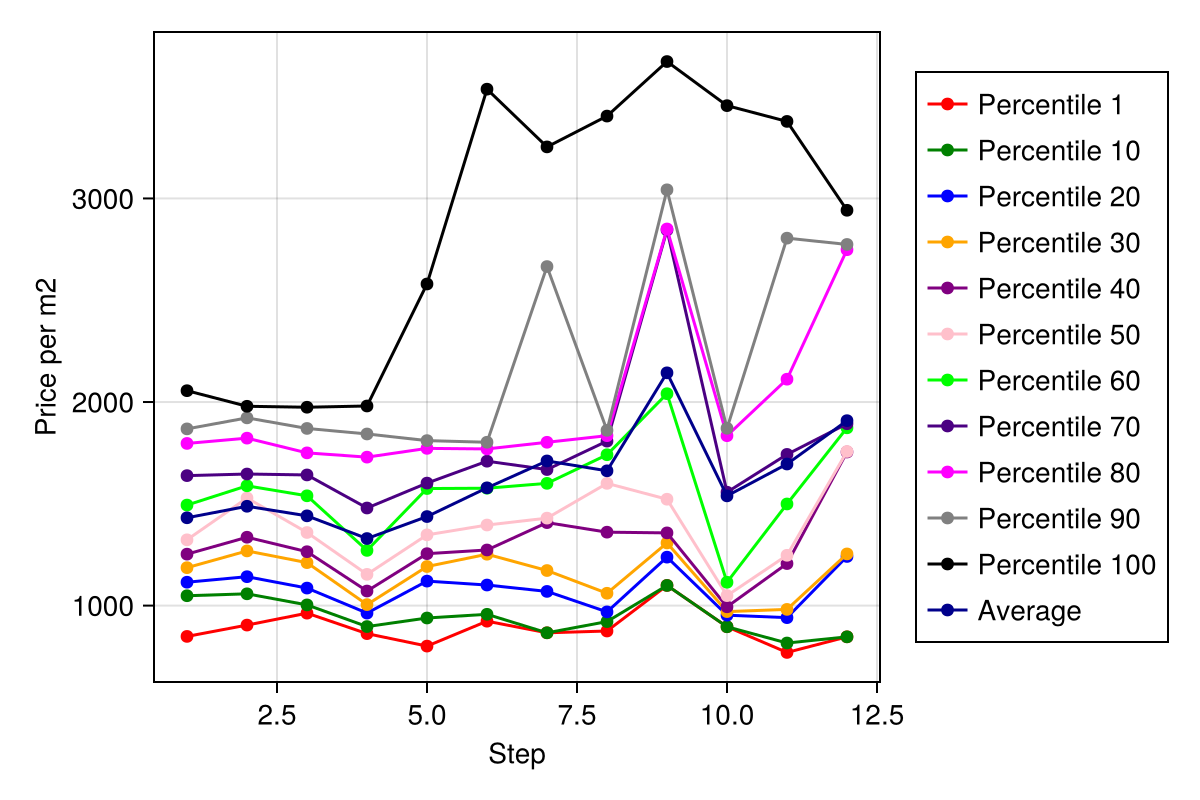 3000
2000
1000
Price per m2
2.5
5.0
7.5
10.0
12.5
Step
Percentile 1
Percentile 10
Percentile 20
Percentile 30
Percentile 40
Percentile 50
Percentile 60
Percentile 70
Percentile 80
Percentile 90
Percentile 100
Average